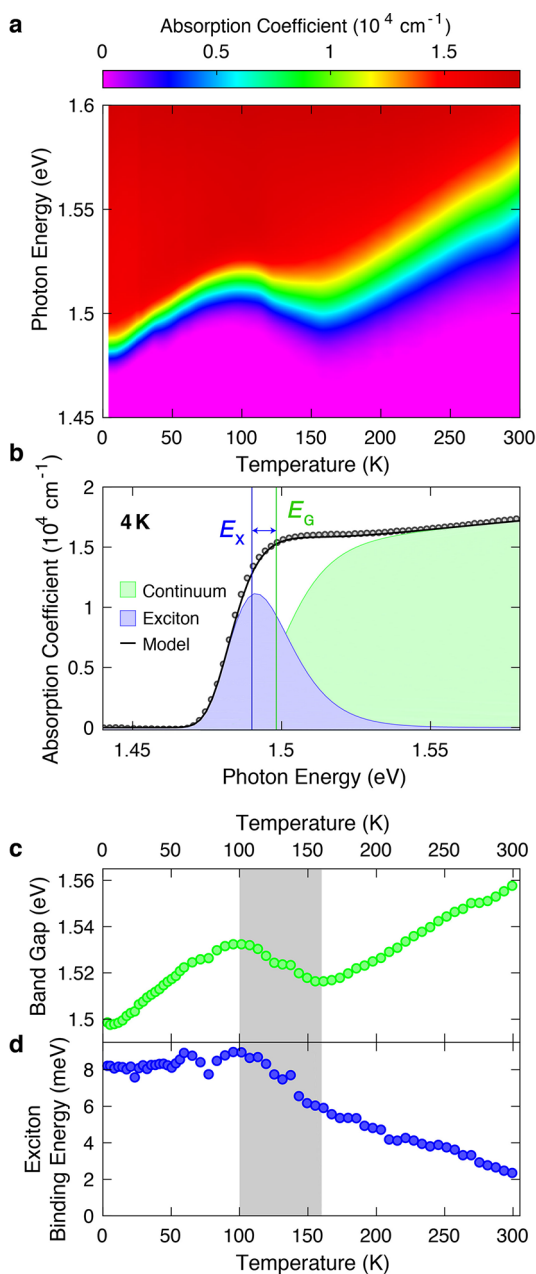 a
Absorption Coefficient (10 4 cm-1)
0 0.5 1 1.5
Photon Energy (eV)
1.6
1.55
1.5
1.45
0 50 100 150 200 250 300
Temperature (K)
b
Absorption Coefficient (104 cm-1)
2
1.5
1
0.5
0
4 K
EX
EG
Continuum
Exciton
Model
1.45 1.5 1.55
Photon Energy (eV)
Temperature (K)
c
0 50 100 150 200 250 300
Band Gap (eV)
1.56
1.54
1.52
1.5
d
Exciton
Binding Energy (meV)
8
6
4
2
0
0 50 100 150 200 250 300
Temperature (K)